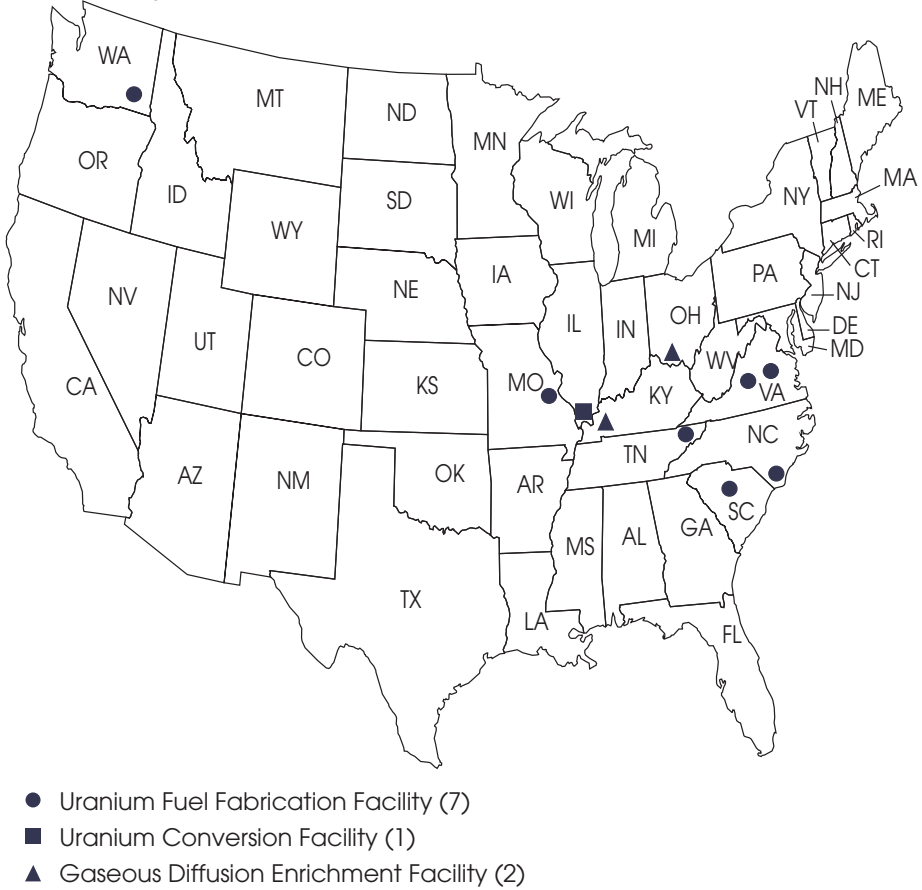 WA
MT
ND
MN
OR
ID
SD
WI
WY
MI
NH
VT
ME
NY
MA
RI
CT
NJ
PA
DE
MD
NE
IA
NV
UT
CO
IL
IN
OH
WV
VA
CA
KS
MO
KY
NC
TN
AZ
NM
OK
AR
SC
MS
AL
GA
TX
LA
FL
Uranium Fuel Fabrication Facility (7)
Uranium Conversion Facility (1)
Gaseous Diffusion Enrichment Facility (2)